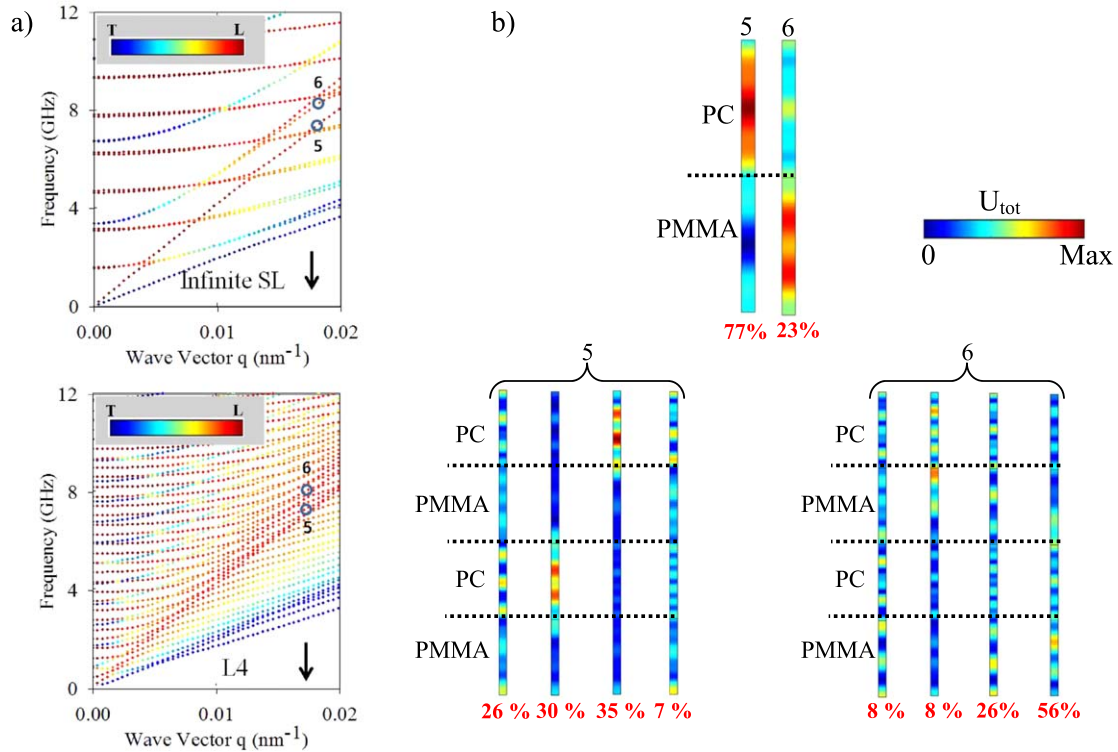 a)
T L
12
8
4
0
Frequency (GHz)
6
5
Infinite SL
0.00 0.01 0.02
Wave Vector q (nm⁻¹)
T L
12
8
4
0
Frequency (GHz)
6
5
L4
0.00 0.01 0.02
Wave Vector q (nm⁻¹)
b)
5 6
PC
PMMA
77% 23%
Utot
0 Max
5
PC
PMMA
PC
PMMA
26 % 30 % 35 % 7 %
6
PC
PMMA
PC
PMMA
8 % 8 % 26% 56%